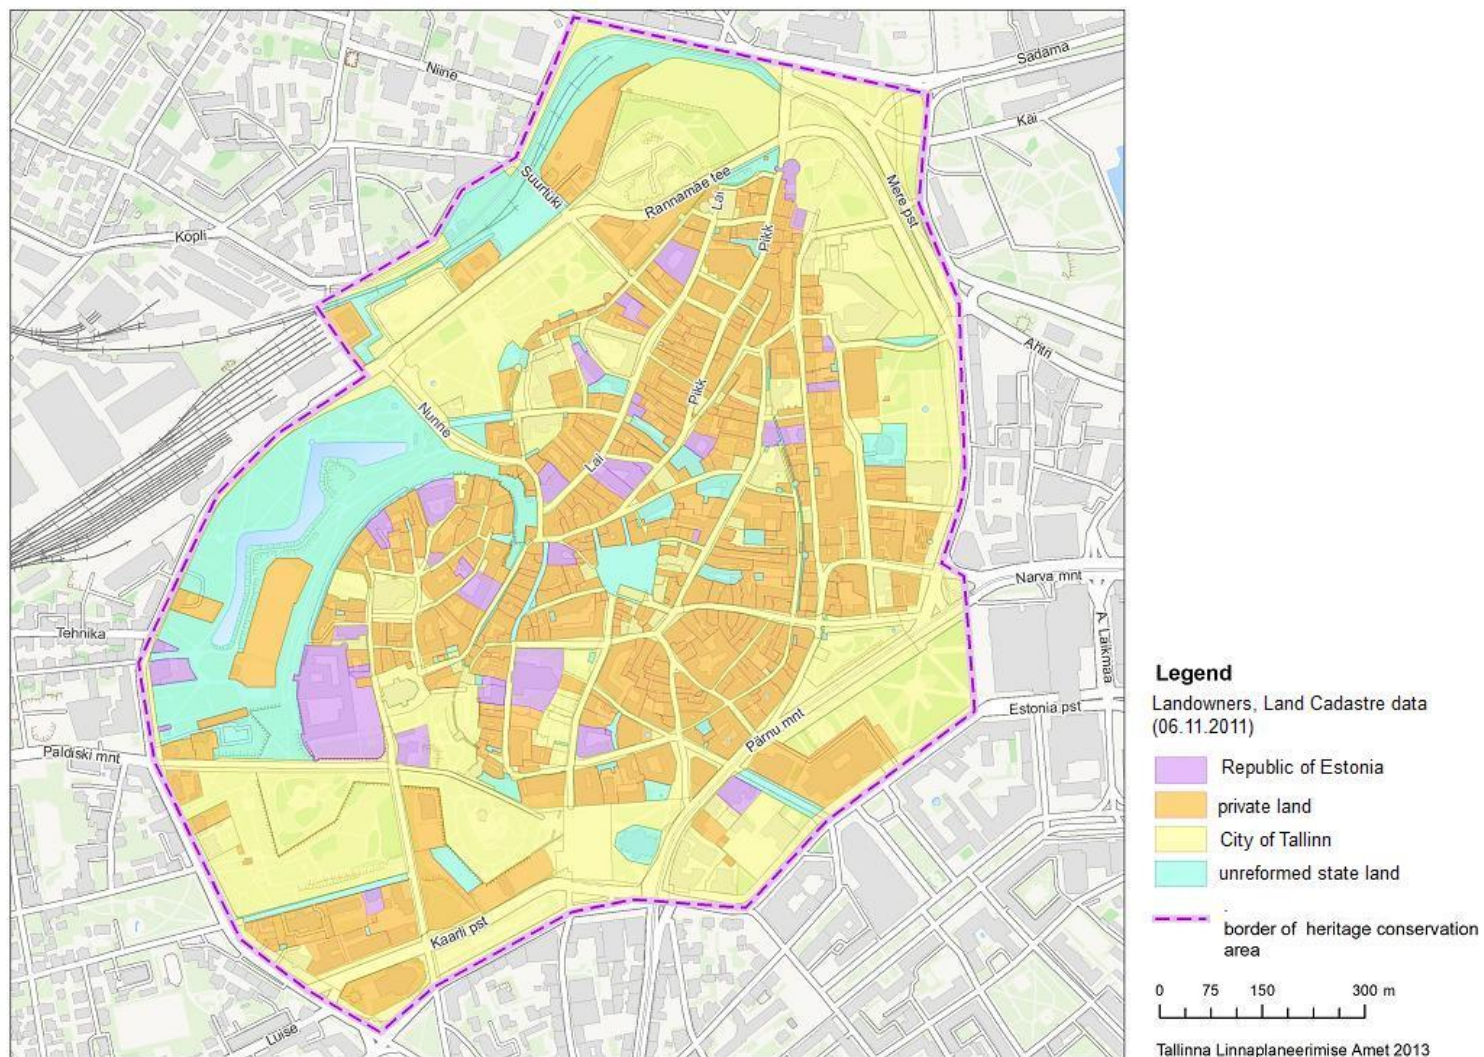 Sadama
Niine
Kai
Suurtüki
Rannamäe tee
Lai
Mere pst
Pikk
Kopli
Ahtri
Pikk
Nunne
Lai
Narva mnt
A. Laikmaa
Tehnika
Estonia pst
Pärnu mnt
Paldiski mnt
Kaarli pst
Luise
Legend
Landowners, Land Cadastre data
(06.11.2011)
Republic of Estonia
private land
City of Tallinn
unreformed state land
border of heritage conservation
area
0 75 150 300 m
Tallinna Linnaplaneerimise Amet 2013